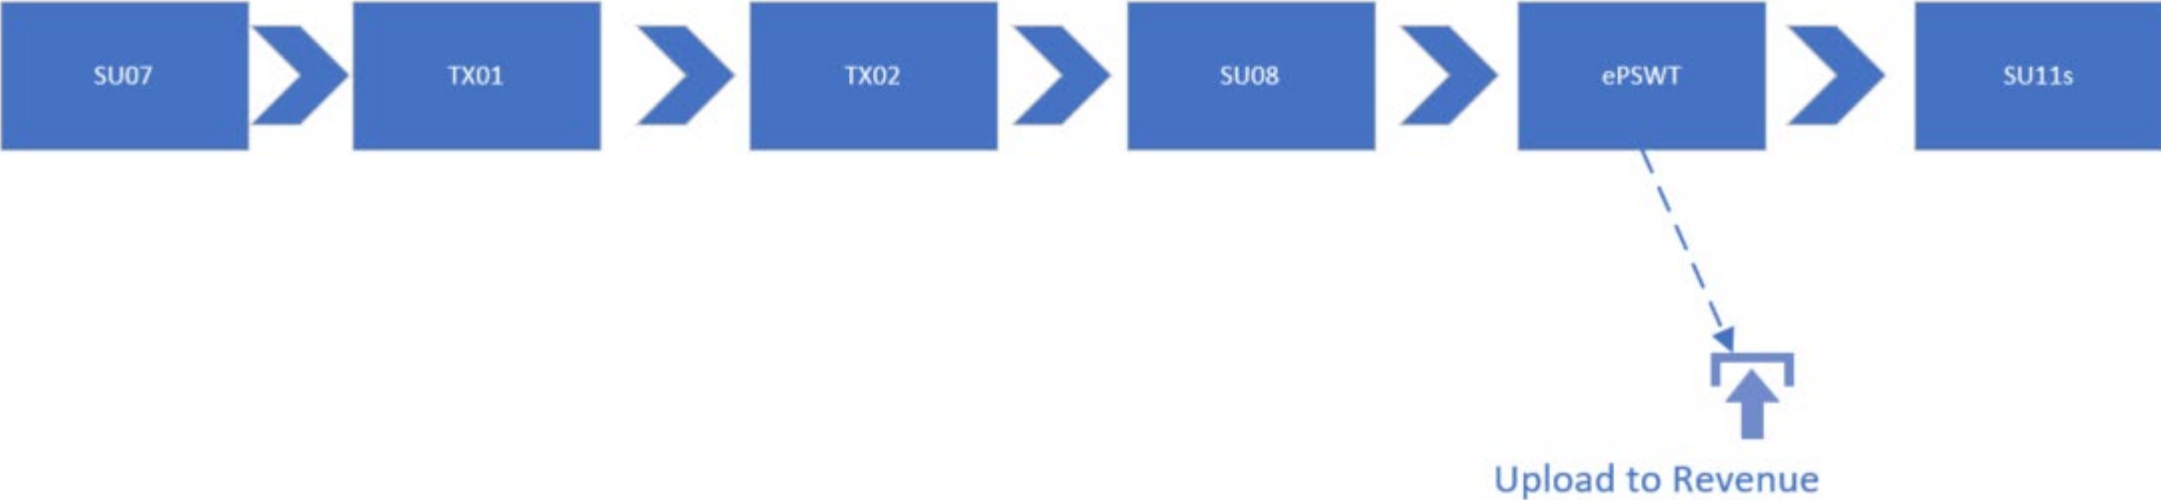 SU07
TX01
TX02
SU08
ePSWT
SU11s
Upload to Revenue